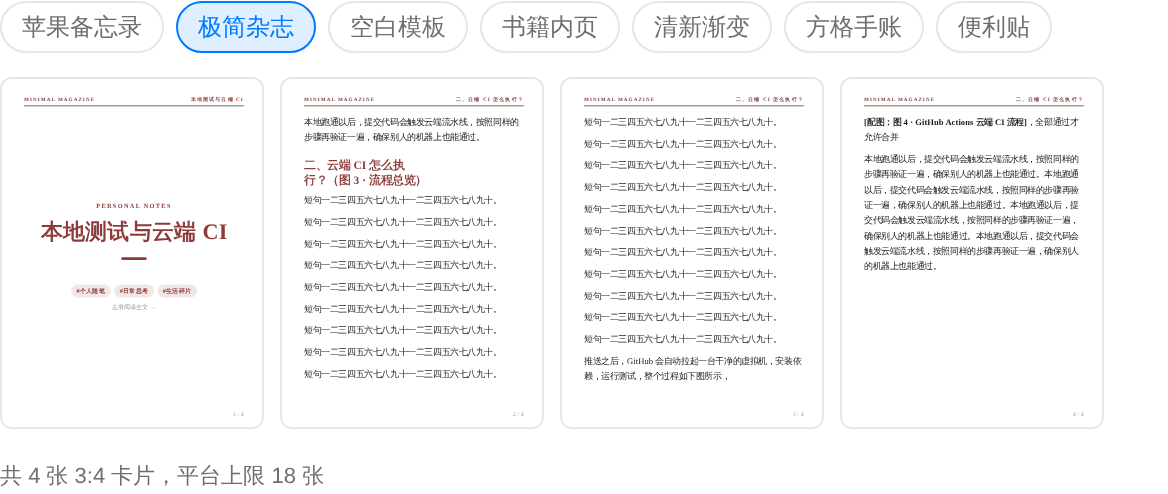 苹果备忘录
极简杂志
空白模板
书籍内页
清新渐变
方格手账
便利贴
MINIMAL MAGAZINE
本地测试与云端 CI
PERSONAL NOTES
本地测试与云端 CI
#个人随笔 #日常思考 #生活碎片
左滑阅读全文 →
1 / 4
MINIMAL MAGAZINE
二、云端 CI 怎么执行？
本地跑通以后，提交代码会触发云端流水线，按照同样的
步骤再验证一遍，确保别人的机器上也能通过。
二、云端 CI 怎么执
行？（图 3 · 流程总览）
短句一二三四五六七八九十一二三四五六七八九十。
短句一二三四五六七八九十一二三四五六七八九十。
短句一二三四五六七八九十一二三四五六七八九十。
短句一二三四五六七八九十一二三四五六七八九十。
短句一二三四五六七八九十一二三四五六七八九十。
短句一二三四五六七八九十一二三四五六七八九十。
短句一二三四五六七八九十一二三四五六七八九十。
短句一二三四五六七八九十一二三四五六七八九十。
短句一二三四五六七八九十一二三四五六七八九十。
2 / 4
MINIMAL MAGAZINE
二、云端 CI 怎么执行？
短句一二三四五六七八九十一二三四五六七八九十。
短句一二三四五六七八九十一二三四五六七八九十。
短句一二三四五六七八九十一二三四五六七八九十。
短句一二三四五六七八九十一二三四五六七八九十。
短句一二三四五六七八九十一二三四五六七八九十。
短句一二三四五六七八九十一二三四五六七八九十。
短句一二三四五六七八九十一二三四五六七八九十。
短句一二三四五六七八九十一二三四五六七八九十。
短句一二三四五六七八九十一二三四五六七八九十。
短句一二三四五六七八九十一二三四五六七八九十。
短句一二三四五六七八九十一二三四五六七八九十。
推送之后，GitHub 会自动拉起一台干净的虚拟机，安装依
赖，运行测试，整个过程如下图所示，
3 / 4
MINIMAL MAGAZINE
二、云端 CI 怎么执行？
[配图：图 4 · GitHub Actions 云端 CI 流程]，全部通过才
允许合并
本地跑通以后，提交代码会触发云端流水线，按照同样的
步骤再验证一遍，确保别人的机器上也能通过。本地跑通
以后，提交代码会触发云端流水线，按照同样的步骤再验
证一遍，确保别人的机器上也能通过。本地跑通以后，提
交代码会触发云端流水线，按照同样的步骤再验证一遍，
确保别人的机器上也能通过。本地跑通以后，提交代码会
触发云端流水线，按照同样的步骤再验证一遍，确保别人
的机器上也能通过。
4 / 4
共 4 张 3:4 卡片，平台上限 18 张